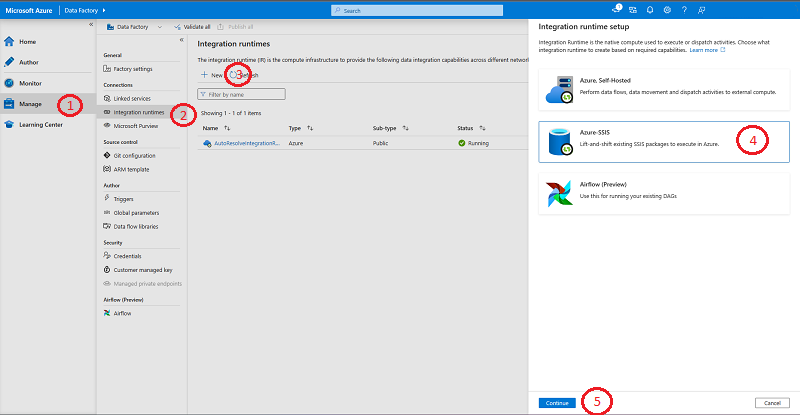 Microsoft Azure
Data Factory
Search
1
Home
Author
Monitor
Manage
1
Learning Center
Data Factory
Validate all
Publish all
General
Factory settings
Connections
Linked services
Integration runtimes
2
Microsoft Purview
Source control
Git configuration
ARM template
Author
Triggers
Global parameters
Data flow libraries
Security
Credentials
Customer managed key
Managed private endpoints
Airflow (Preview)
Airflow
Integration runtimes
The integration runtime (IR) is the compute infrastructure to provide the following data integration capabilities across different network
New
3
Refresh
Filter by name
Showing 1 - 1 of 1 items
Name Type Sub-type Status
AutoResolveIntegrationR... Azure Public Running
Integration runtime setup
Integration Runtime is the native compute used to execute or dispatch activities. Choose what
integration runtime to create based on required capabilities. Learn more
Azure, Self-Hosted
Perform data flows, data movement and dispatch activities to external compute.
Azure-SSIS
Lift-and-shift existing SSIS packages to execute in Azure.
4
Airflow (Preview)
Use this for running your existing DAGs
Continue
5
Cancel